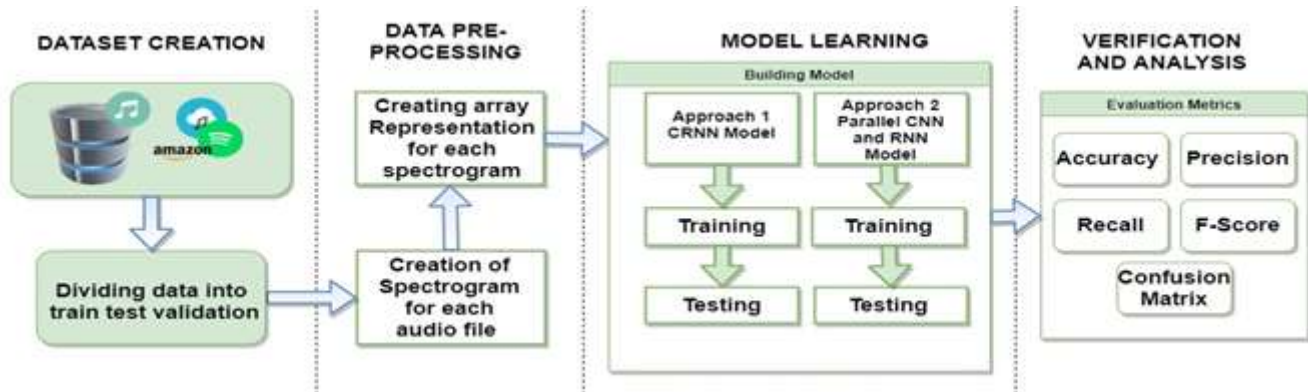 DATASET CREATION
amazon
Dividing data into
train test validation
DATA PRE-
PROCESSING
Creating array
Representation
for each
spectrogram
Creation of
Spectrogram
for each
audio file
MODEL LEARNING
Building Model
Approach 1
CRNN Model
Training
Testing
Approach 2
Parallel CNN
and RNN
Model
Training
Testing
VERIFICATION
AND ANALYSIS
Evaluation Metrics
Accuracy
Precision
Recall
F-Score
Confusion
Matrix